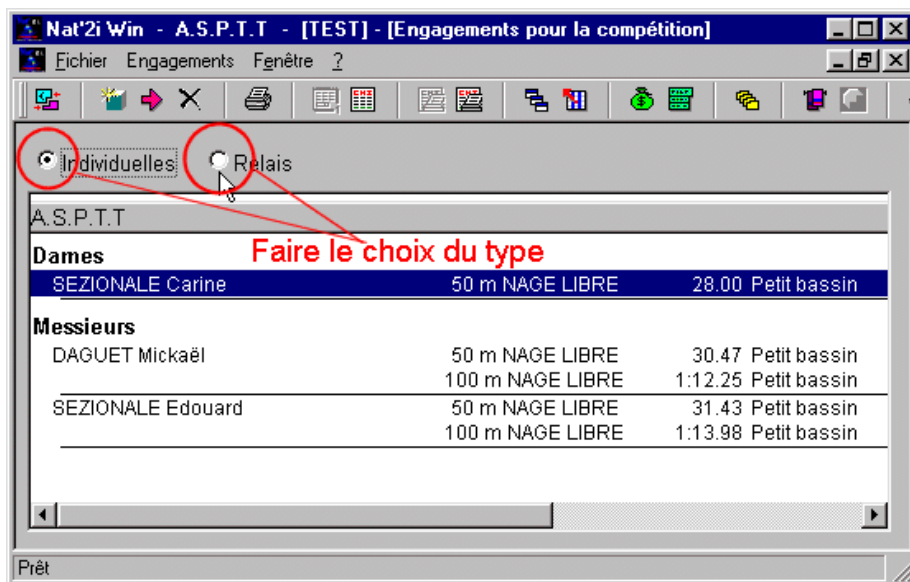 Nat'2i Win - A.S.P.T.T - [TEST] - [Engagements pour la compétition]
Fichier Engagements Fenêtre ?
Individuelles Relais
A.S.P.T.T
Faire le choix du type
Dames
SEZIONALE Carine 50 m NAGE LIBRE 28.00 Petit bassin
Messieurs
DAGUET Mickaël 50 m NAGE LIBRE 30.47 Petit bassin
100 m NAGE LIBRE 1:12.25 Petit bassin
SEZIONALE Edouard 50 m NAGE LIBRE 31.43 Petit bassin
100 m NAGE LIBRE 1:13.98 Petit bassin
Prêt